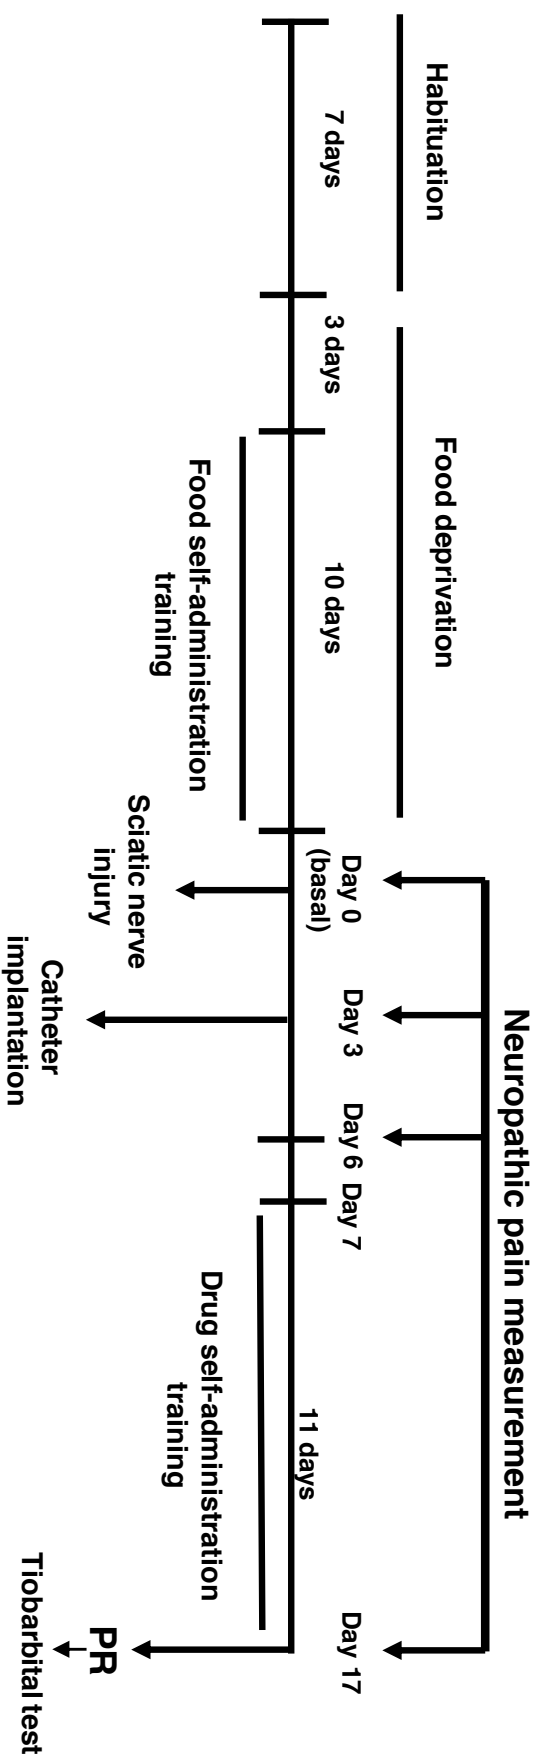 Habituation
Food deprivation
Neuropathic pain measurement
7 days
3 days
10 days
Day 0
(basal)
Day 3
Day 6
Day 7
11 days
Day 17
Food self-administration
training
Sciatic nerve
injury
Catheter
implantation
Drug self-administration
training
PR
Tiobarbital test